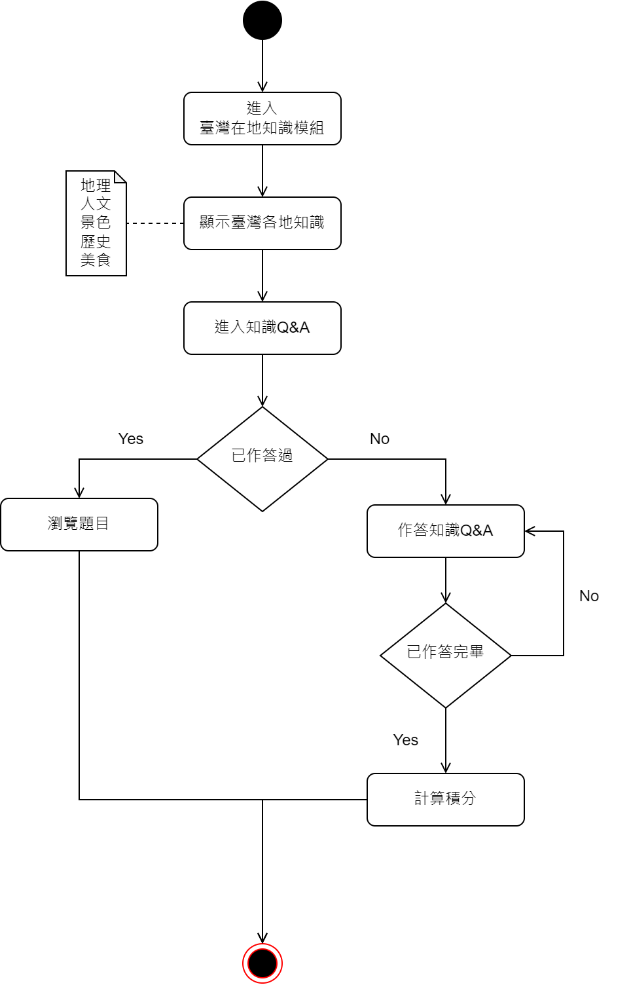 進入
臺灣在地知識模組
地理
人文
景色
歷史
美食
顯示臺灣各地知識
進入知識Q&A
已作答過
Yes
No
瀏覽題目
作答知識Q&A
No
已作答完畢
Yes
計算積分